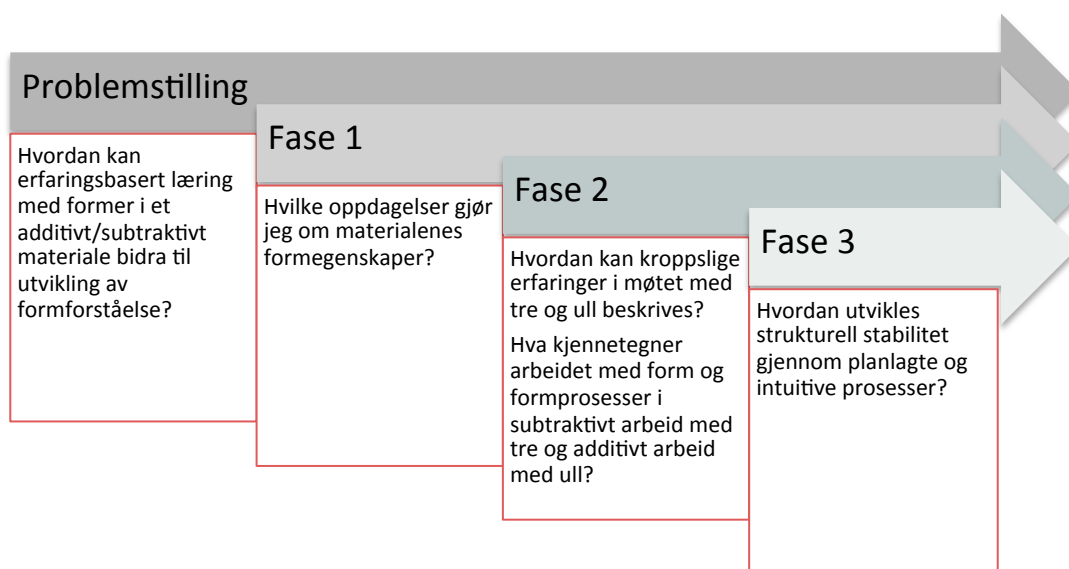 Problemstilling
Hvordan kan
erfaringsbasert læring
med former i et
additivt/subtraktivt
materiale bidra til
utvikling av
formforståelse?
Fase 1
Hvilke oppdagelser gjør
jeg om materialenes
formegenskaper?
Fase 2
Hvordan kan kroppslige
erfaringer i møtet med
tre og ull beskrives?
Hva kjennetegner
arbeidet med form og
formprosesser i
subtraktivt arbeid med
tre og additivt arbeid
med ull?
Fase 3
Hvordan utvikles
strukturell stabilitet
gjennom planlagte og
intuitive prosesser?